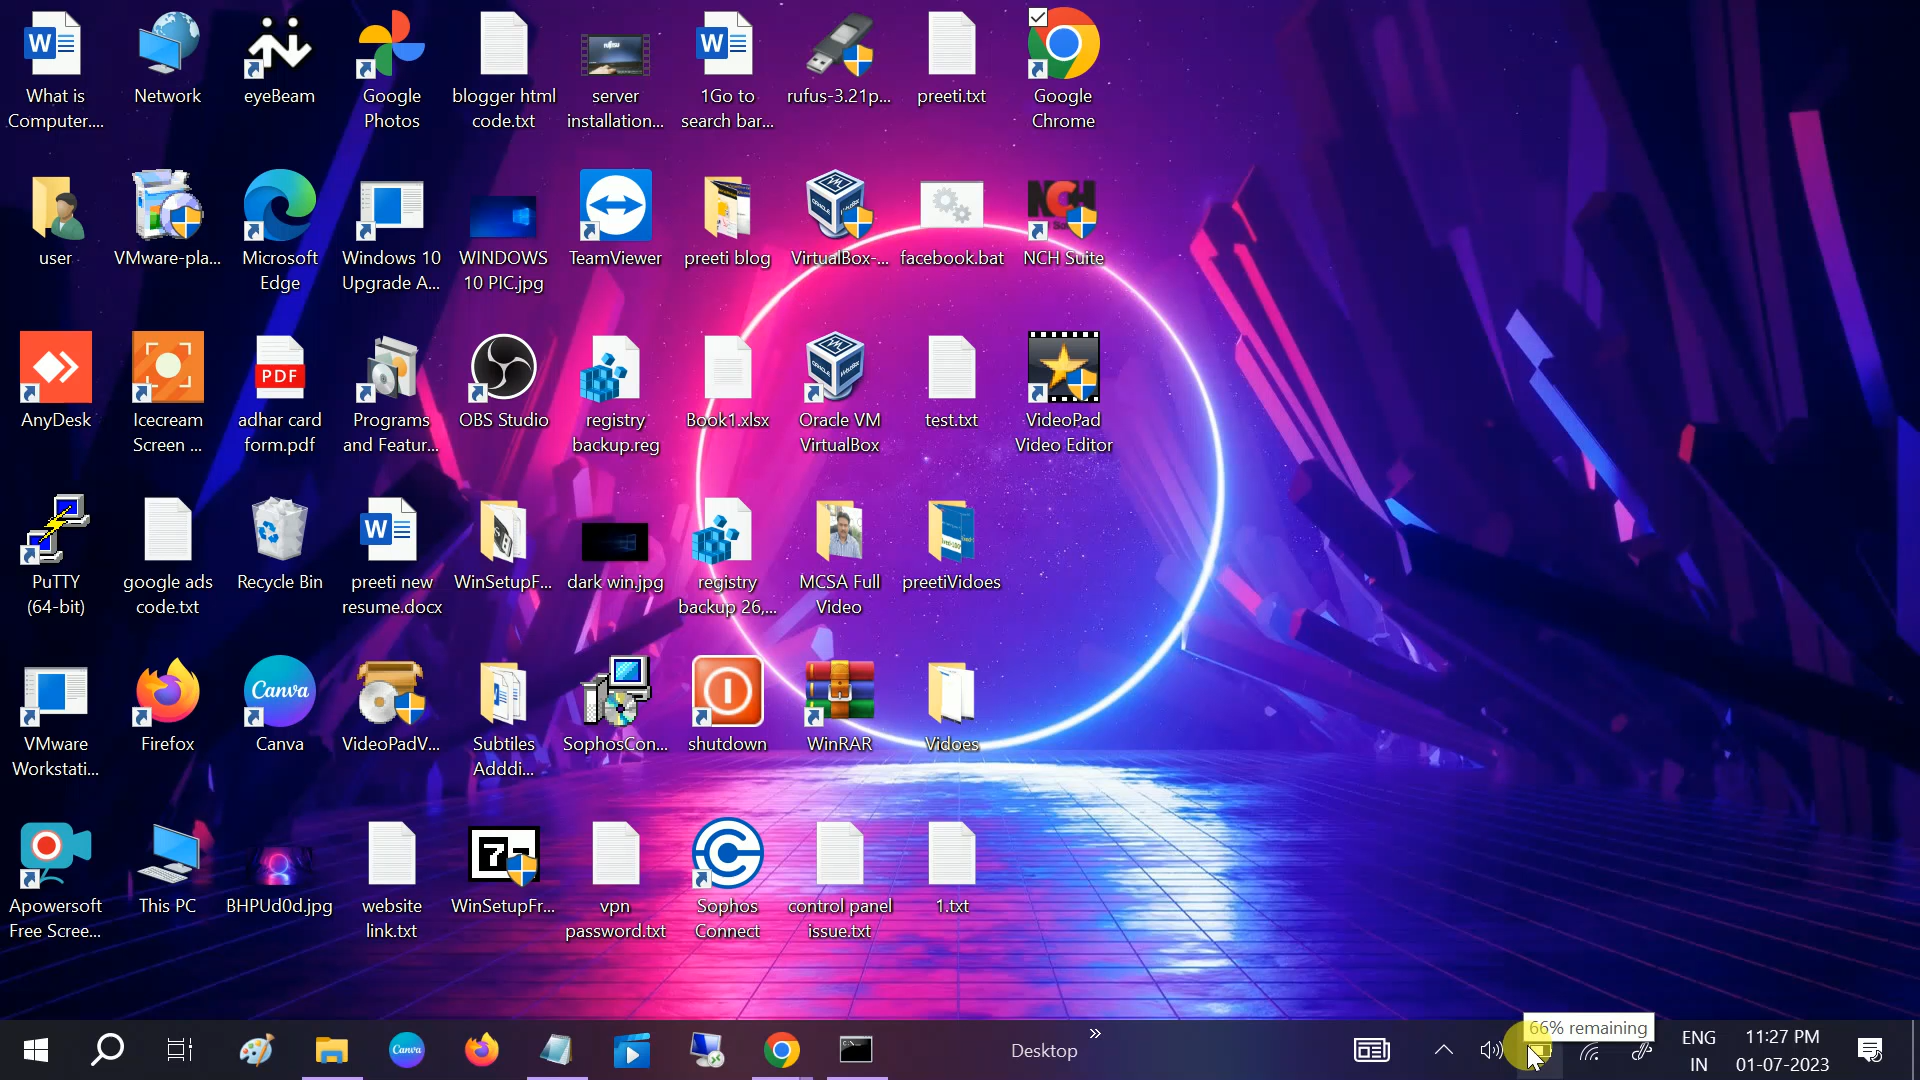 What is
Computer....
Network
eyeBeam
Google
Photos
blogger html
code.txt
server
installation...
1Go to
search bar...
rufus-3.21p...
preeti.txt
Google
Chrome
user
VMware-pla...
Microsoft
Edge
Windows 10
Upgrade A...
WINDOWS
10 PIC.jpg
TeamViewer
preeti blog
VirtualBox-...
facebook.bat
NCH
NCH Suite
AnyDesk
Icecream
Screen ...
PDF
adhar card
form.pdf
Programs
and Featur...
OBS Studio
registry
backup.reg
Book1.xlsx
Oracle VM
VirtualBox
test.txt
VideoPad
Video Editor
PuTTY
(64-bit)
google ads
code.txt
Recycle Bin
preeti new
resume.docx
WinSetupF...
dark win.jpg
registry
backup 26,...
MCSA Full
Video
preetiVidoes
VMware
Workstati...
Firefox
Canva
Canva
VideoPadV...
Subtiles
Adddi...
SophosCon...
shutdown
WinRAR
Vidoes
Apowersoft
Free Scree...
This PC
BHPUd0d.jpg
website
link.txt
WinSetupFr...
vpn
password.txt
Sophos
Connect
control panel
issue.txt
1.txt
66% remaining
Canva
Desktop
ENG
IN
11:27 PM
01-07-2023